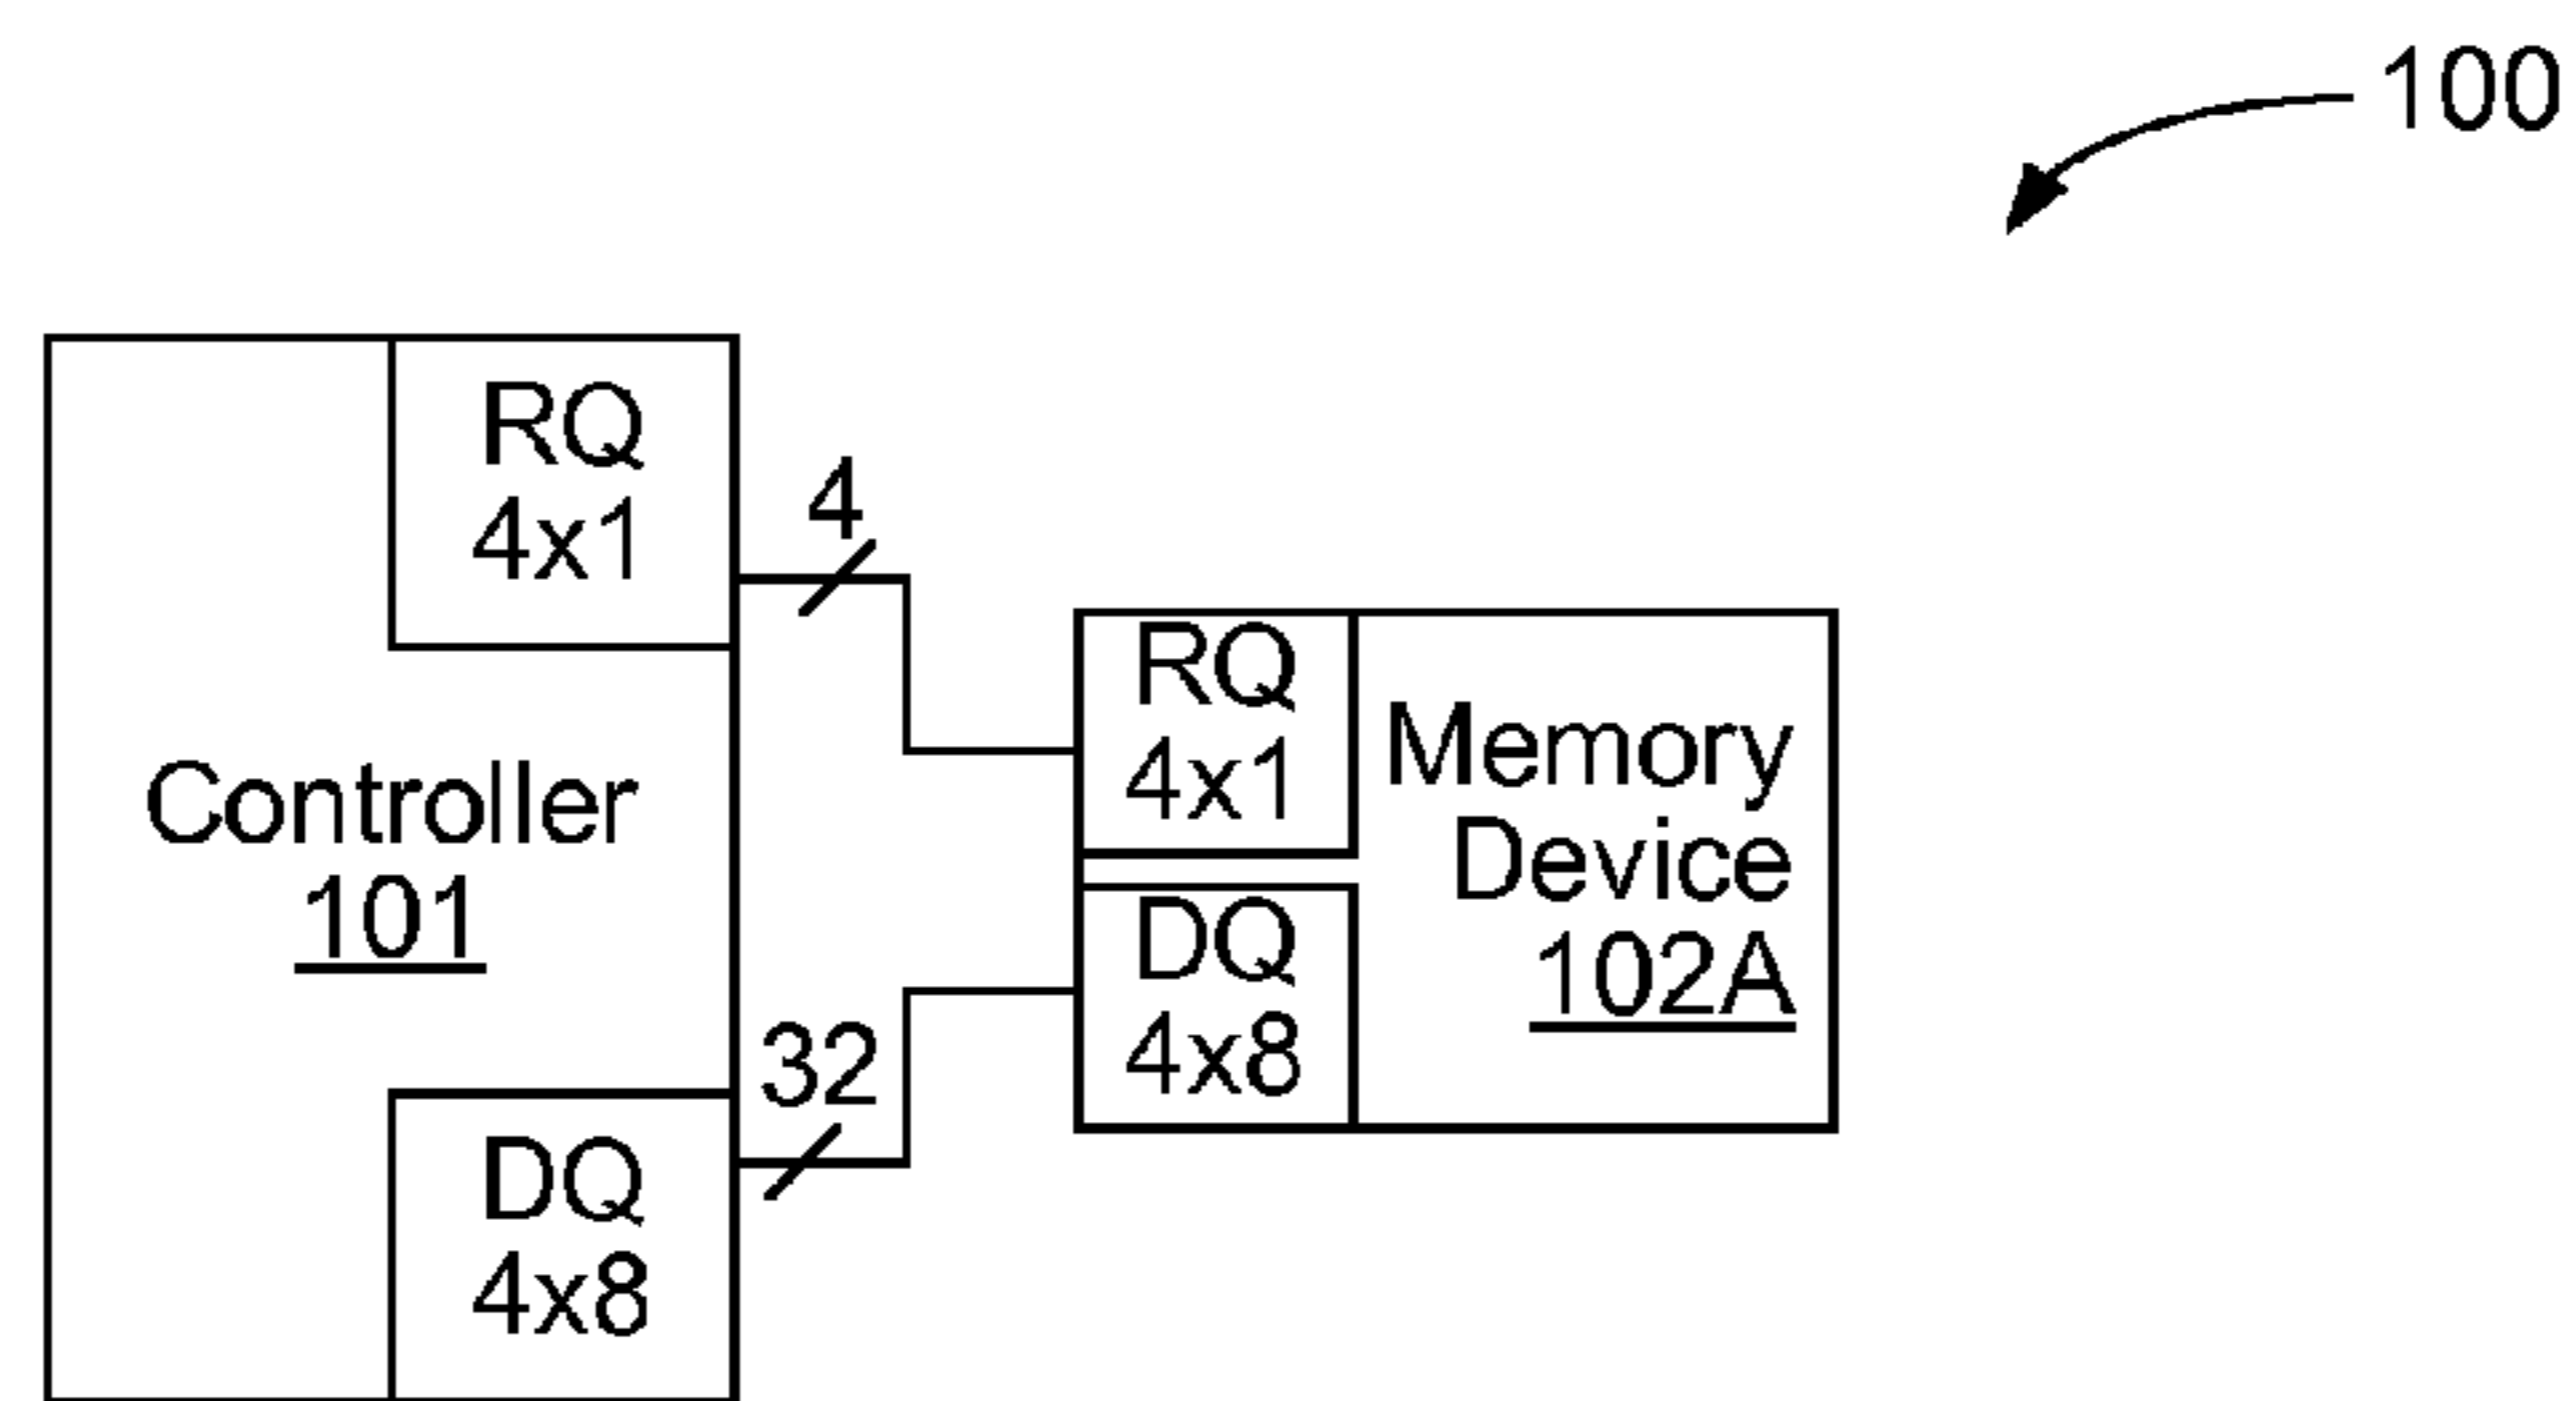 100
RQ
4x1
4
Controller
101
32
DQ
4x8
RQ
4x1
DQ
4x8
Memory
Device
102A